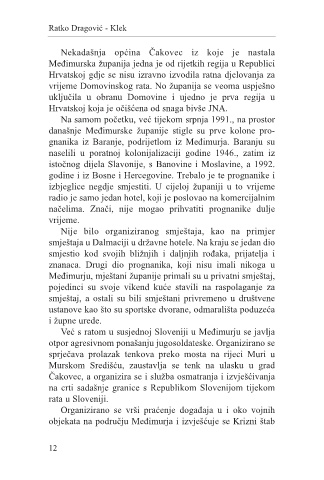 Ratko Dragović - Klek
Nekadašnja općina Čakovec iz koje je nastala
Međimurska županija jedna je od rijetkih regija u Republici
Hrvatskoj gdje se nisu izravno izvodila ratna djelovanja za
vrijeme Domovinskog rata. No županija se veoma uspješno
uključila u obranu Domovine i ujedno je prva regija u
Hrvatskoj koja je očišćena od snaga bivše JNA.
Na samom početku, već tijekom srpnja 1991., na prostor
današnje Međimurske županije stigle su prve kolone pro-
gnanika iz Baranje, podrijetlom iz Međimurja. Baranju su
naselili u poratnoj kolonijalizaciji godine 1946., zatim iz
istočnog dijela Slavonije, s Banovine i Moslavine, a 1992.
godine i iz Bosne i Hercegovine. Trebalo je te prognanike i
izbjeglice negdje smjestiti. U cijeloj županiji u to vrijeme
radio je samo jedan hotel, koji je poslovao na komercijalnim
načelima. Znači, nije mogao prihvatiti prognanike dulje
vrijeme.
Nije bilo organiziranog smještaja, kao na primjer
smještaja u Dalmaciji u državne hotele. Na kraju se jedan dio
smjestio kod svojih bližnjih i daljnjih rođaka, prijatelja i
znanaca. Drugi dio prognanika, koji nisu imali nikoga u
Međimurju, mještani županije primali su u privatni smještaj,
pojedinci su svoje vikend kuće stavili na raspolaganje za
smještaj, a ostali su bili smještani privremeno u društvene
ustanove kao što su sportske dvorane, odmarališta poduzeća
i župne urede.
Već s ratom u susjednoj Sloveniji u Međimurju se javlja
otpor agresivnom ponašanju jugosoldateske. Organizirano se
sprječava prolazak tenkova preko mosta na rijeci Muri u
Murskom Središću, zaustavlja se tenk na ulasku u grad
Čakovec, a organizira se i služba osmatranja i izvješćivanja
na crti sadašnje granice s Republikom Slovenijom tijekom
rata u Sloveniji.
Organizirano se vrši praćenje događaja u i oko vojnih
objekata na području Međimurja i izvješćuje se Krizni štab
12